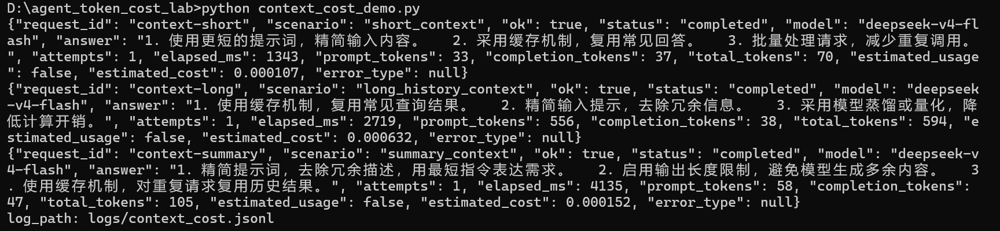 D:\agent_token_cost_lab>python context_cost_demo.py
{"request_id": "context-short", "scenario": "short_context", "ok": true, "status": "completed", "model": "deepseek-v4-fl
ash", "answer": "1. 使用更短的提示词，精简输入内容。  2. 采用缓存机制，复用常见回答。  3. 批量处理请求，减少重复调用。
", "attempts": 1, "elapsed_ms": 1343, "prompt_tokens": 33, "completion_tokens": 37, "total_tokens": 70, "estimated_usage
": false, "estimated_cost": 0.000107, "error_type": null}
{"request_id": "context-long", "scenario": "long_history_context", "ok": true, "status": "completed", "model": "deepseek
-v4-flash", "answer": "1. 使用缓存机制，复用常见查询结果。  2. 精简输入提示，去除冗余信息。  3. 采用模型蒸馏或量化，降
低计算开销。", "attempts": 1, "elapsed_ms": 2719, "prompt_tokens": 556, "completion_tokens": 38, "total_tokens": 594, "e
stimated_usage": false, "estimated_cost": 0.000632, "error_type": null}
{"request_id": "context-summary", "scenario": "summary_context", "ok": true, "status": "completed", "model": "deepseek-v
4-flash", "answer": "1. 精简提示词，去除冗余描述，用最短指令表达需求。  2. 启用输出长度限制，避免模型生成多余内容。  3
. 使用缓存机制，对重复请求复用历史结果。", "attempts": 1, "elapsed_ms": 4135, "prompt_tokens": 58, "completion_tokens":
47, "total_tokens": 105, "estimated_usage": false, "estimated_cost": 0.000152, "error_type": null}
log_path: logs/context_cost.jsonl